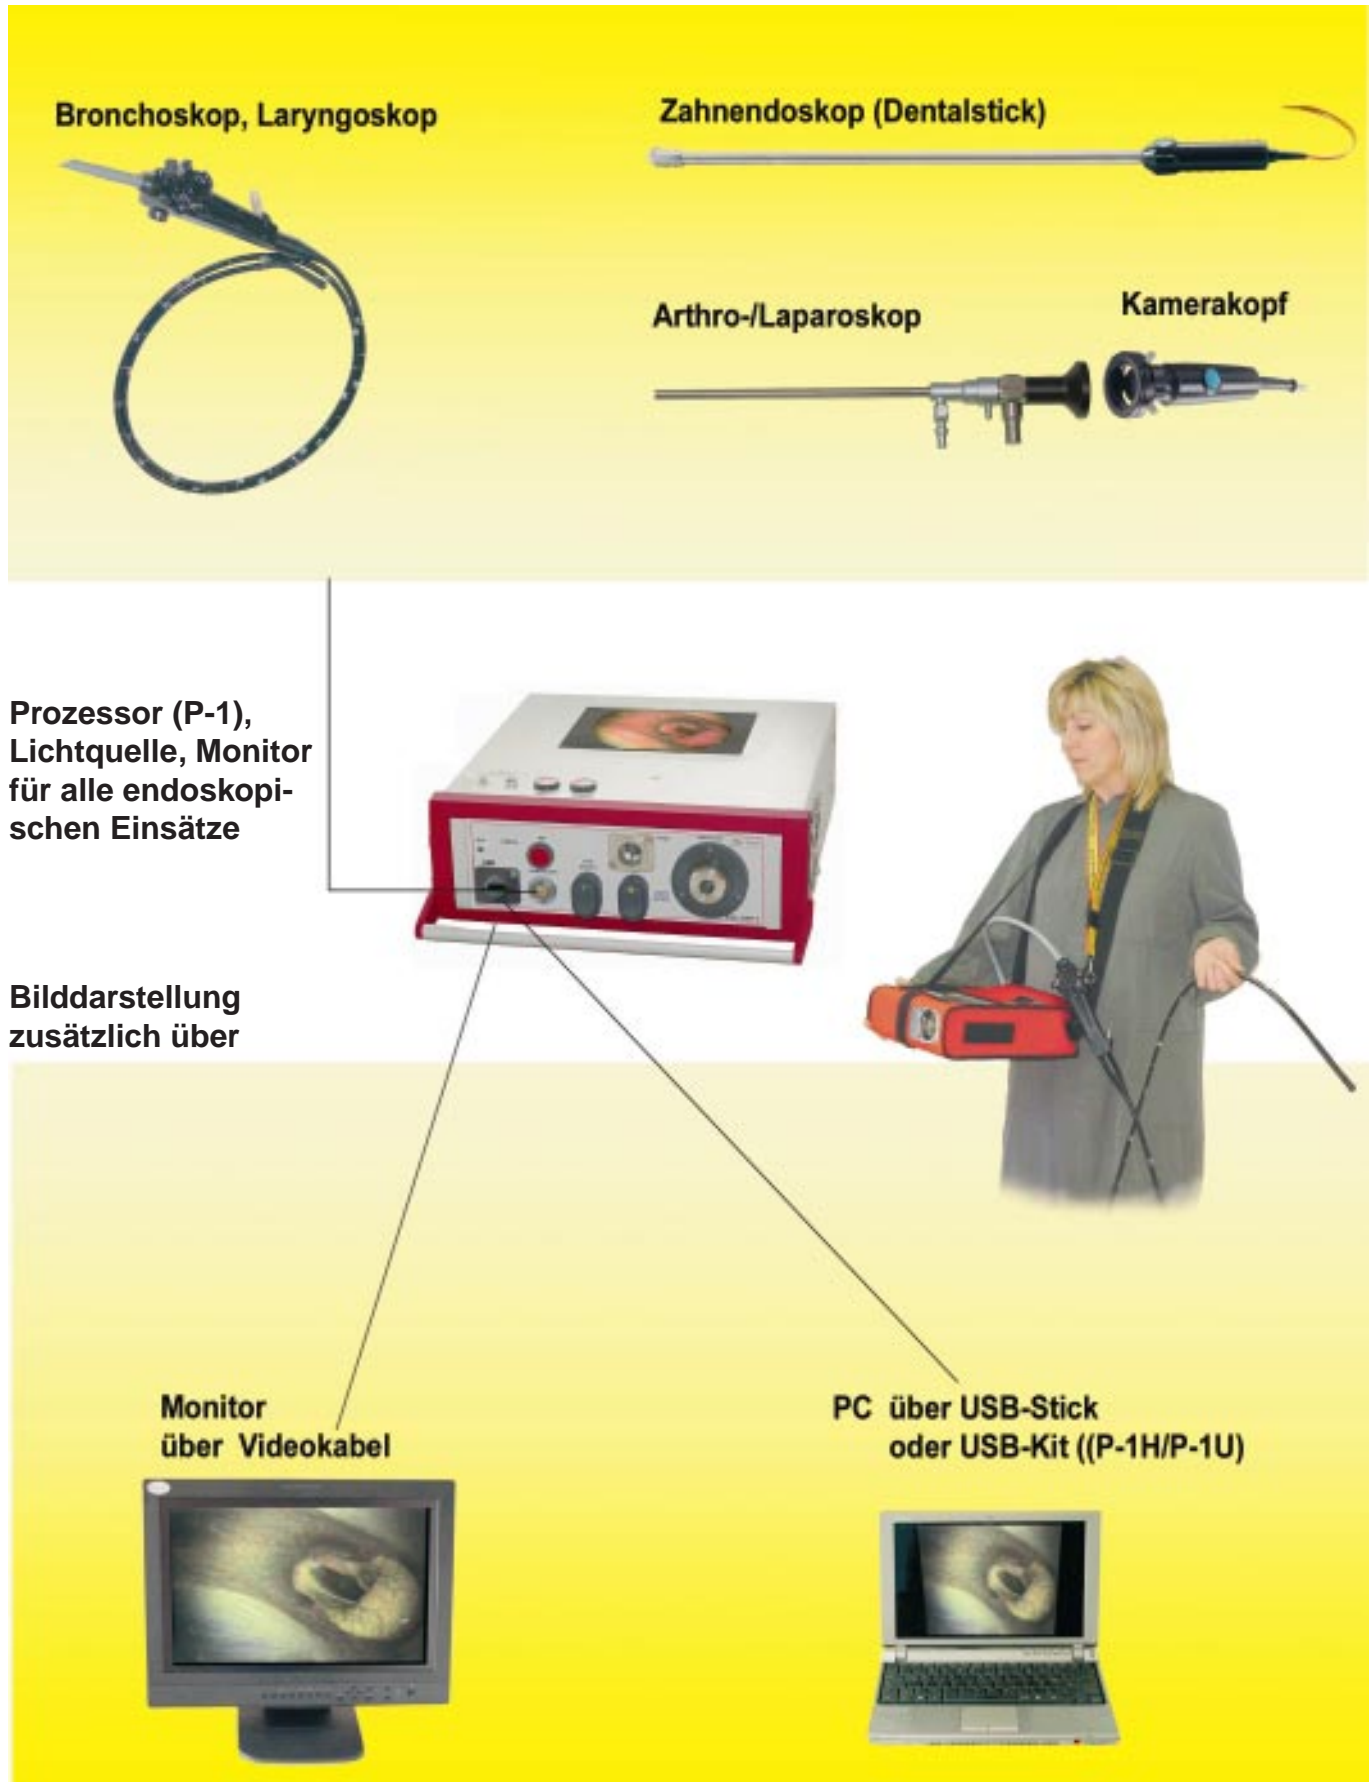 Bronchoskop, Laryngoskop
Zahnendoskop (Dentalstick)
Arthro-/Laparoskop
Kamerakopf
Prozessor (P-1),
Lichtquelle, Monitor
für alle endoskopi-
schen Einsätze
Bilddarstellung
zusätzlich über
Monitor
über Videokabel
PC über USB-Stick
oder USB-Kit ((P-1H/P-1U)